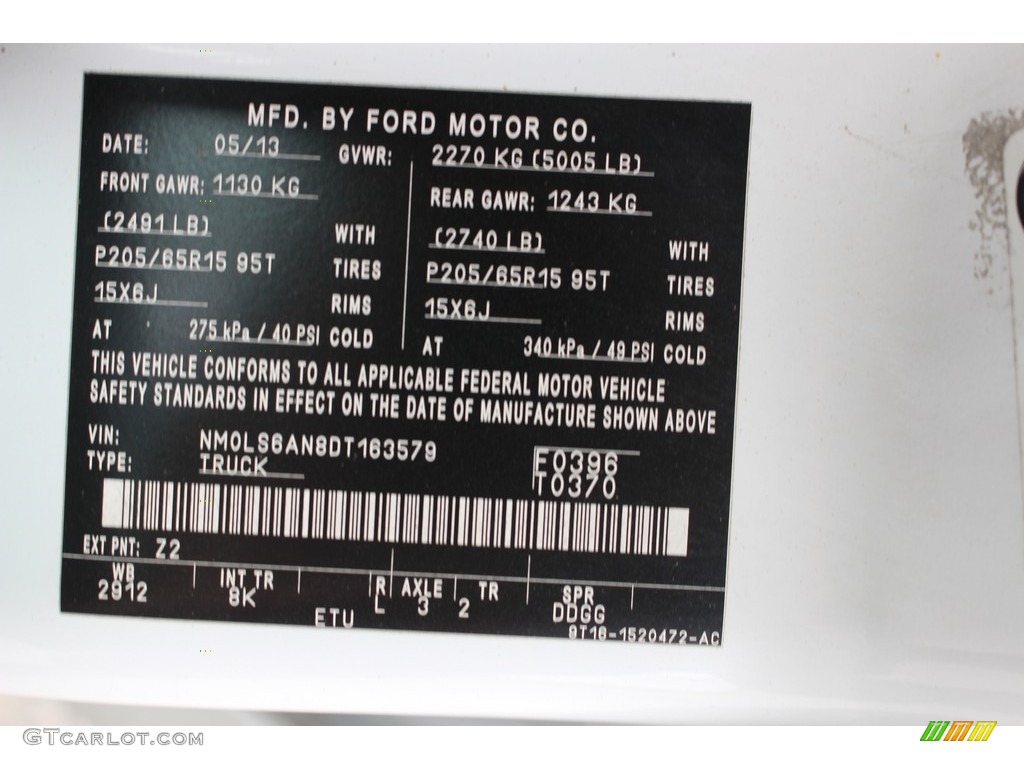 MFD. BY FORD MOTOR CO.
DATE: 05/13 GVWR: 2270 KG (5005 LB)
FRONT GAWR: 1130 KG REAR GAWR: 1243 KG
(2491 LB) WITH (2740 LB) WITH
P205/65R15 95T TIRES P205/65R15 95T TIRES
15X6J RIMS 15X6J RIMS
AT 275 kPa / 40 PSI COLD AT 340 kPa / 49 PSI COLD
THIS VEHICLE CONFORMS TO ALL APPLICABLE FEDERAL MOTOR VEHICLE
SAFETY STANDARDS IN EFFECT ON THE DATE OF MANUFACTURE SHOWN ABOVE
VIN: NM0LS6AN8DT163579 F0396
TYPE: TRUCK T0370
EXT PNT: Z2
WB INT TR R AXLE TR SPR
2912 8K L 3 2 DDGG
ETU 9T16-1520472-AC
GTCARLOT.COM